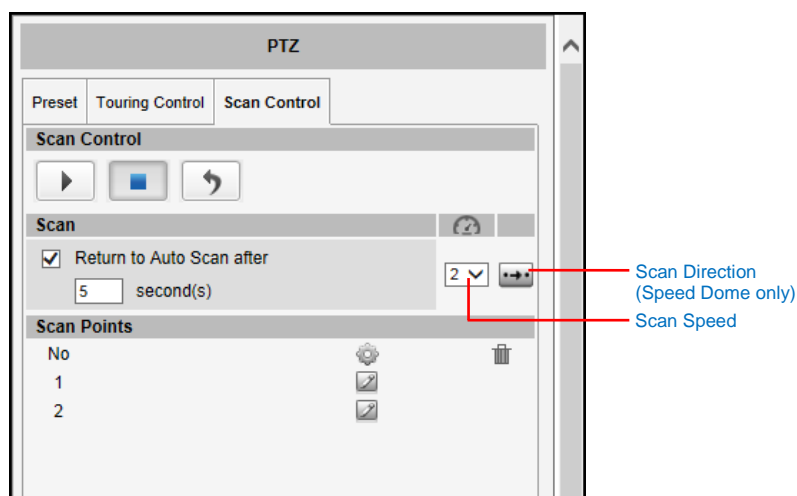 PTZ
Preset Touring Control Scan Control
Scan Control
Scan
Return to Auto Scan after
5 second(s)
2
Scan Direction
(Speed Dome only)
Scan Speed
Scan Points
No
1
2